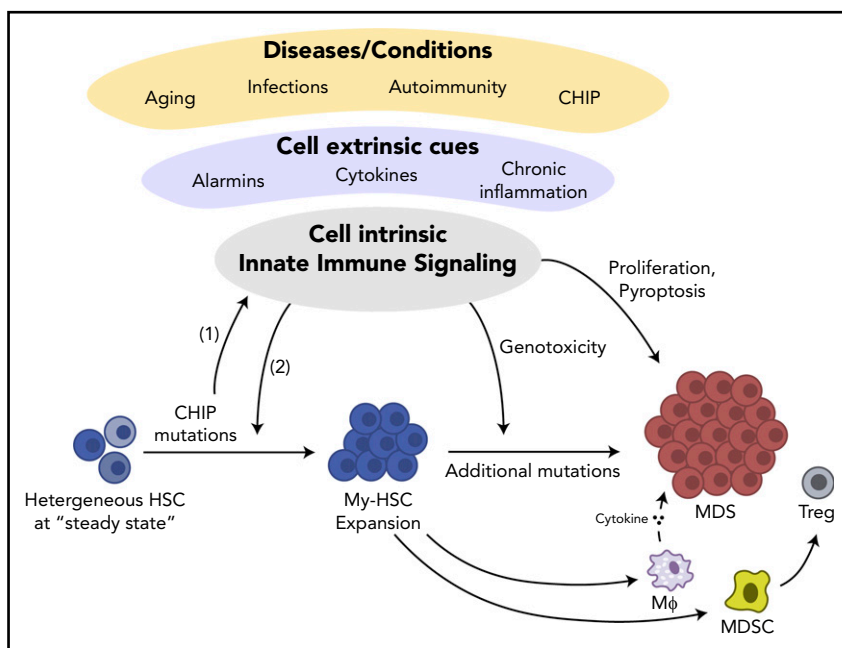 Diseases/Conditions
Aging
Infections
Autoimmunity
CHIP
Cell extrinsic cues
Alarmins
Cytokines
Chronic
inflammation
Cell intrinsic
Innate Immune Signaling
Proliferation,
Pyroptosis
(1)
(2)
Genotoxicity
CHIP
mutations
Additional mutations
Hetergeneous HSC
at “steady state”
My-HSC
Expansion
MDS
Treg
Cytokine
Mϕ
MDSC